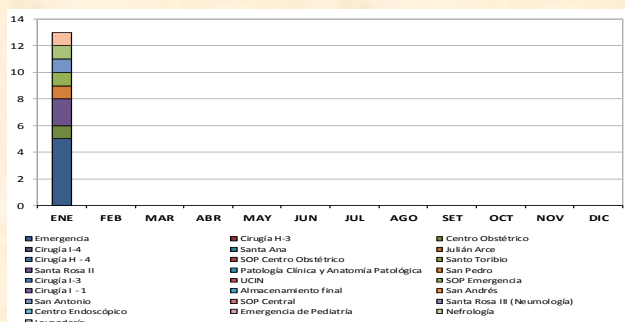 14
12
10
8
6
4
2
0
ENE FEB MAR ABR MAY JUN JUL AGO SET OCT NOV DIC
Emergencia Cirugía H-3 Centro Obstétrico
Cirugía I-4 Santa Ana Julián Arce
Cirugía H - 4 SOP Centro Obstétrico Santo Toribio
Santa Rosa II Patología Clínica y Anatomía Patológica San Pedro
Cirugía I-3 UCIN SOP Emergencia
Cirugía I - 1 Almacenamiento final San Andrés
San Antonio SOP Central Santa Rosa III (Neumología)
Centro Endoscópico Emergencia de Pediatría Nefrología